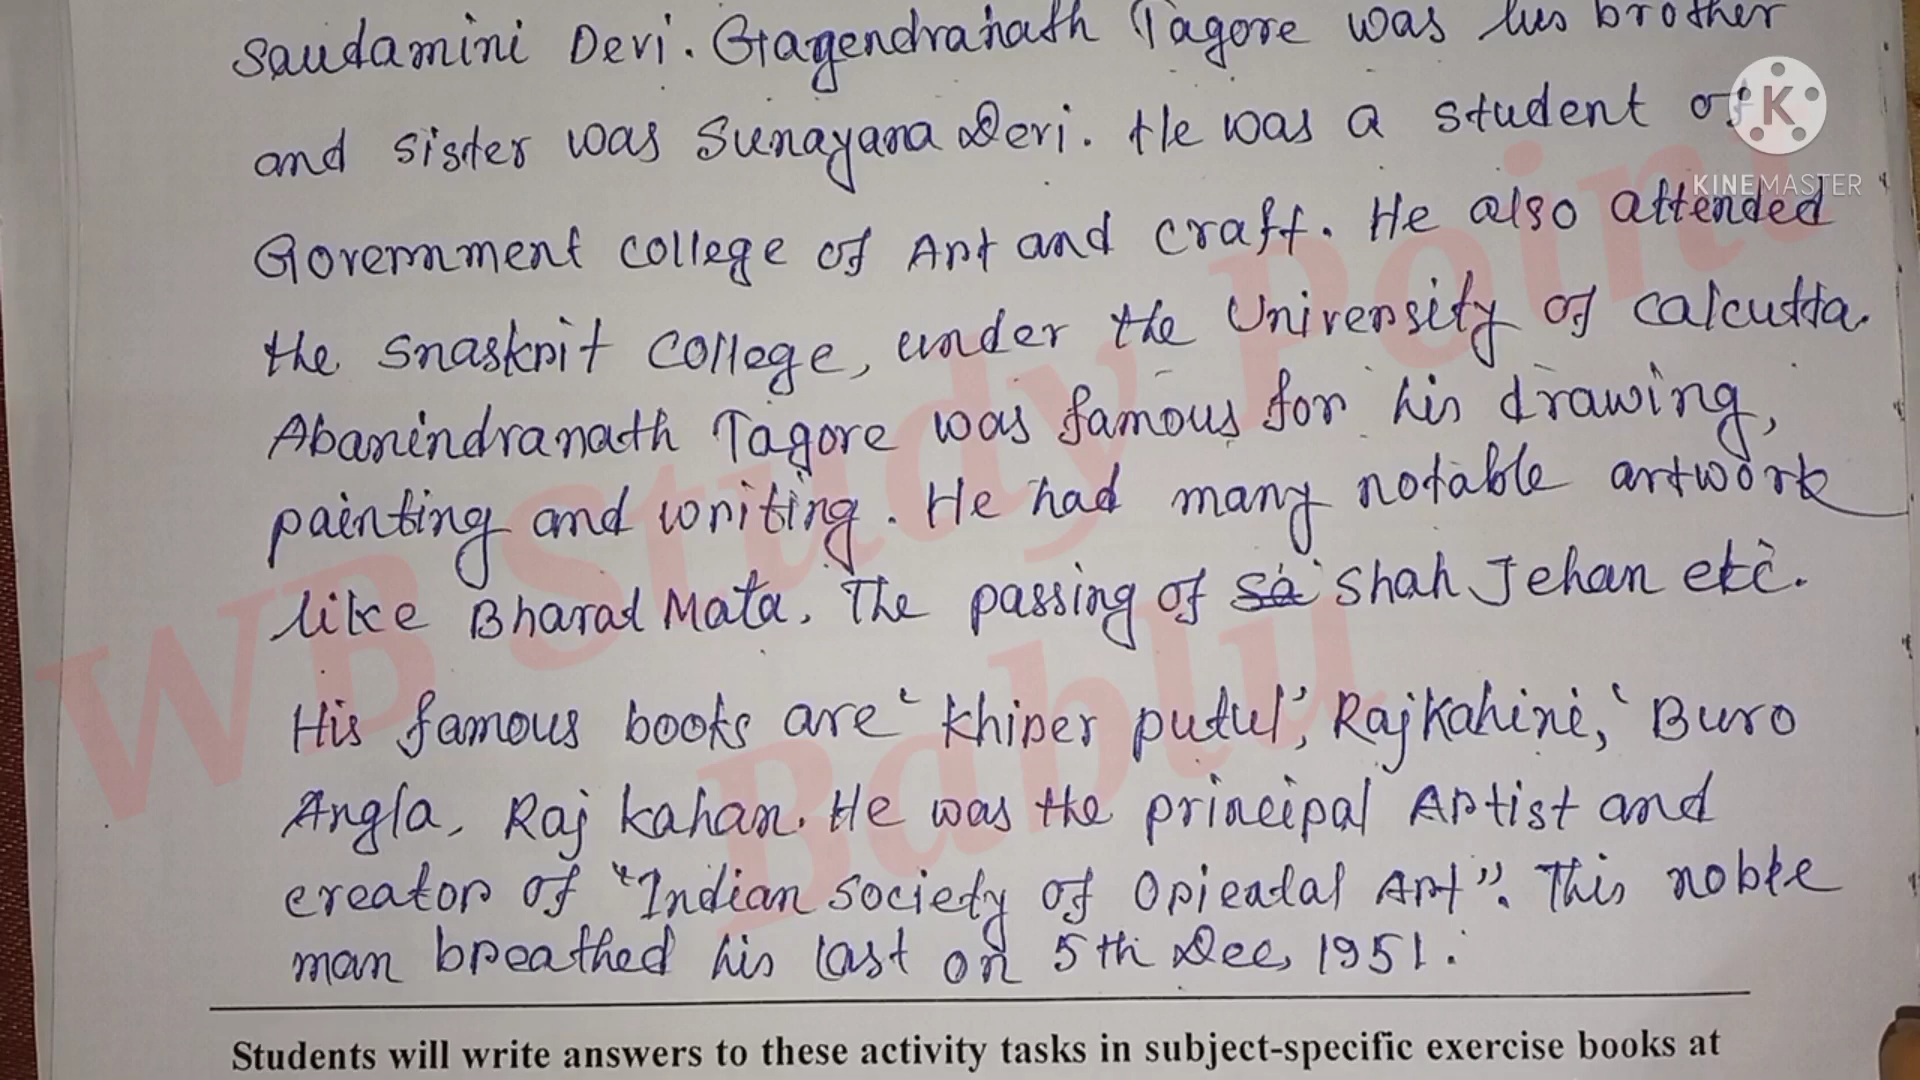 Saudamini Devi. Gagendranath Tagore was his brother
and sister was Sunayana Devi. He was a student of
Government college of Art and craft. He also attended
the Snaskrit College, under the University of Calcutta.
Abanindranath Tagore was famous for his drawing,
painting and writing. He had many notable artwork
like Bharat Mata, The passing of Shah Jehan etc.
His famous books are 'Khirer putul', Rajkahini, 'Buro
Angla, Raj kahan. He was the principal Artist and
creator of "Indian Society of Oriental Art". This noble
man breathed his last on 5th Dec, 1951.
Students will write answers to these activity tasks in subject-specific exercise books at
WB Study Point
Bablu
K
KINEMASTER